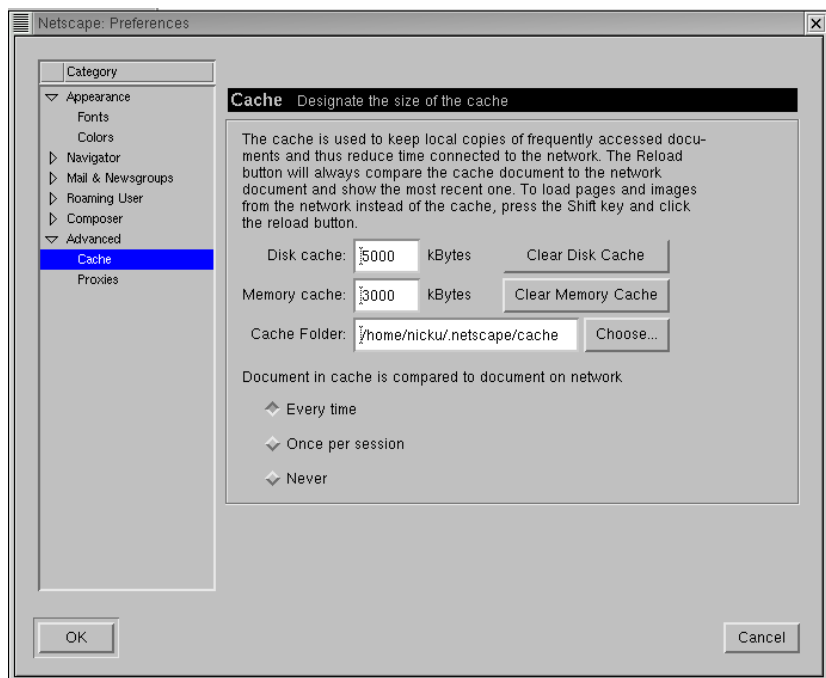 Netscape: Preferences
Category
Appearance
Fonts
Colors
Navigator
Mail & Newsgroups
Roaming User
Composer
Advanced
Cache
Proxies
Cache Designate the size of the cache
The cache is used to keep local copies of frequently accessed docu-
ments and thus reduce time connected to the network. The Reload
button will always compare the cache document to the network
document and show the most recent one. To load pages and images
from the network instead of the cache, press the Shift key and click
the reload button.
Disk cache: 5000 kBytes Clear Disk Cache
Memory cache: 3000 kBytes Clear Memory Cache
Cache Folder: /home/nicku/.netscape/cache Choose...
Document in cache is compared to document on network
Every time
Once per session
Never
OK Cancel